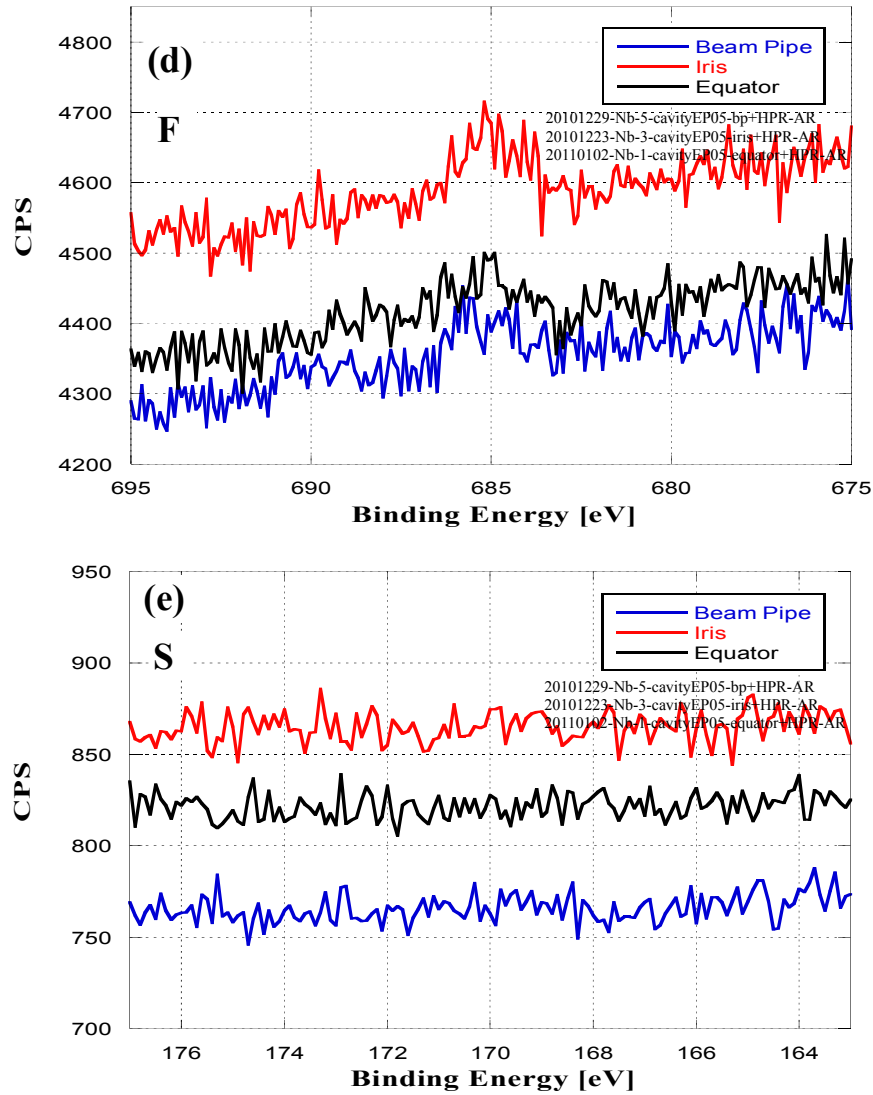 4800
(d)
Beam Pipe
Iris
Equator
4700
F
20101229-Nb-5-cavityEP05-bp+HPR-AR
20101223-Nb-3-cavityEP05-iris+HPR-AR
20110102-Nb-1-cavityEP05-equator+HPR-AR
4600
CPS
4500
4400
4300
4200
695 690 685 680 675
Binding Energy [eV]
950
(e)
Beam Pipe
Iris
Equator
S
900
20101229-Nb-5-cavityEP05-bp+HPR-AR
20101223-Nb-3-cavityEP05-iris+HPR-AR
20110102-Nb-1-cavityEP05-equator+HPR-AR
850
CPS
800
750
700
176 174 172 170 168 166 164
Binding Energy [eV]